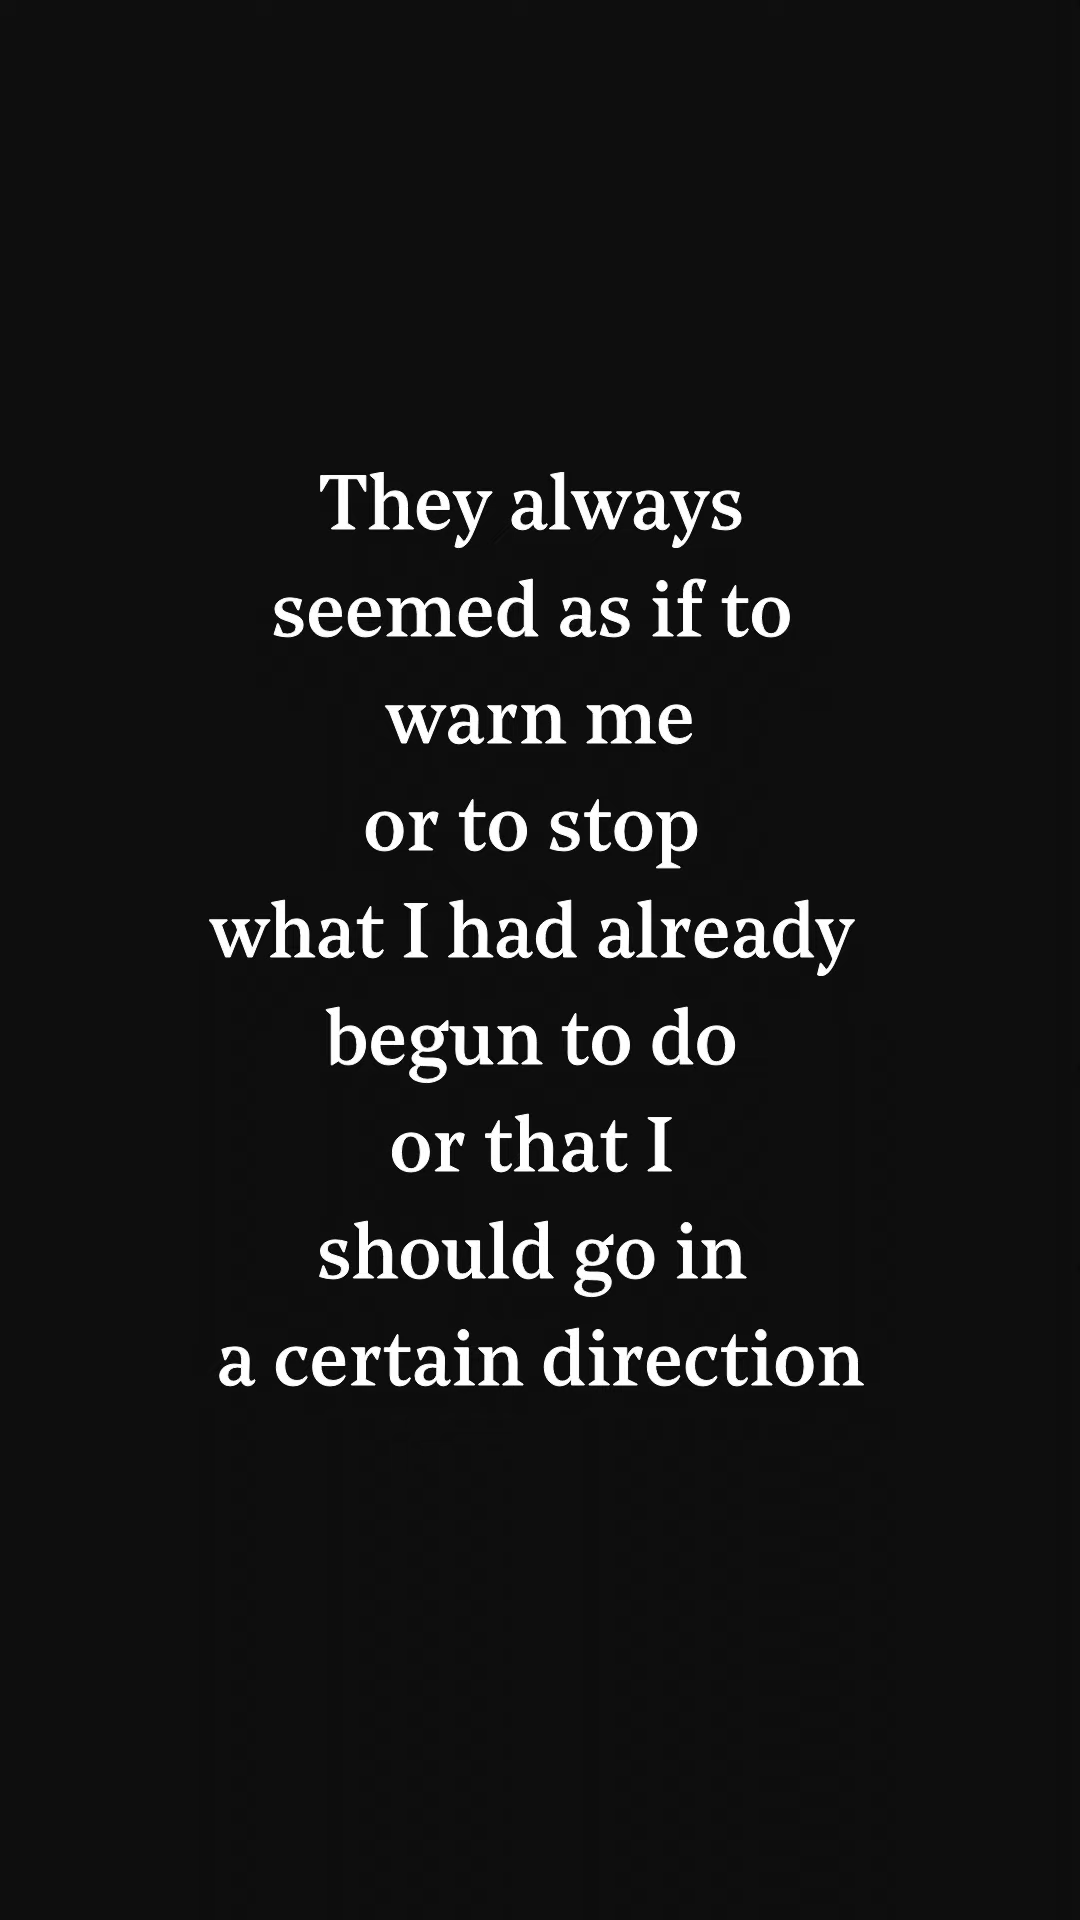 They always
seemed as if to
warn me
or to stop
what I had already
begun to do
or that I
should go in
a certain direction